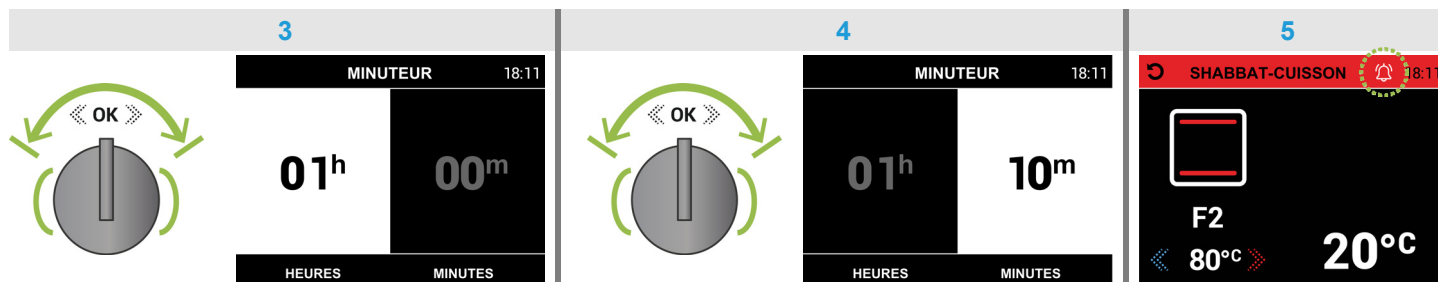 3
OK
MINUTEUR 18:11
01h 00m
HEURES MINUTES
4
OK
MINUTEUR 18:11
01h 10m
HEURES MINUTES
5
SHABBAT-CUISSON 18:11
F2
80°C 20°C